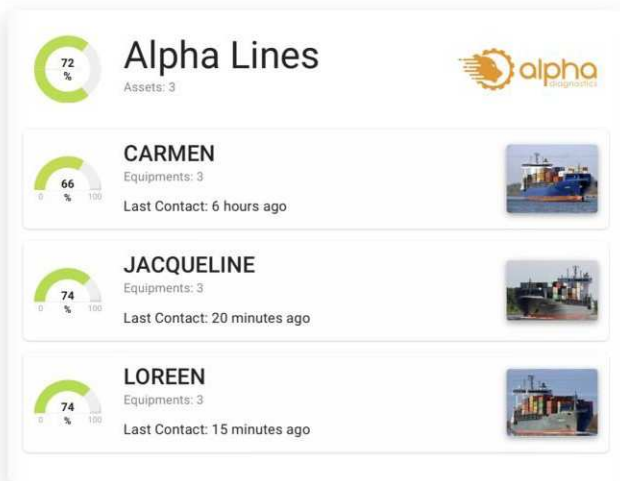 72
%
Alpha Lines
Assets: 3
alpha
diagnostics
CARMEN
Equipments: 3
66
0 % 100
Last Contact: 6 hours ago
JACQUELINE
Equipments: 3
74
0 % 100
Last Contact: 20 minutes ago
LOREEN
Equipments: 3
74
0 % 100
Last Contact: 15 minutes ago